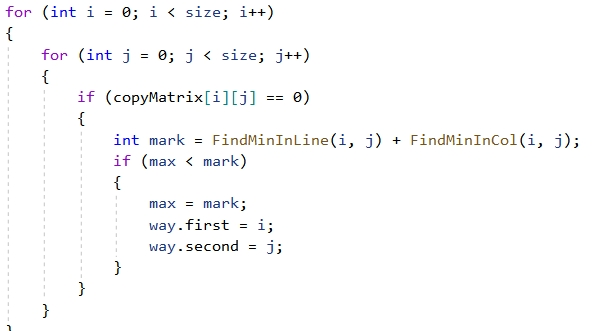 for (int i = 0; i < size; i++)
{
    for (int j = 0; j < size; j++)
    {
        if (copyMatrix[i][j] == 0)
        {
            int mark = FindMinInLine(i, j) + FindMinInCol(i, j);
            if (max < mark)
            {
                max = mark;
                way.first = i;
                way.second = j;
            }
        }
    }
}